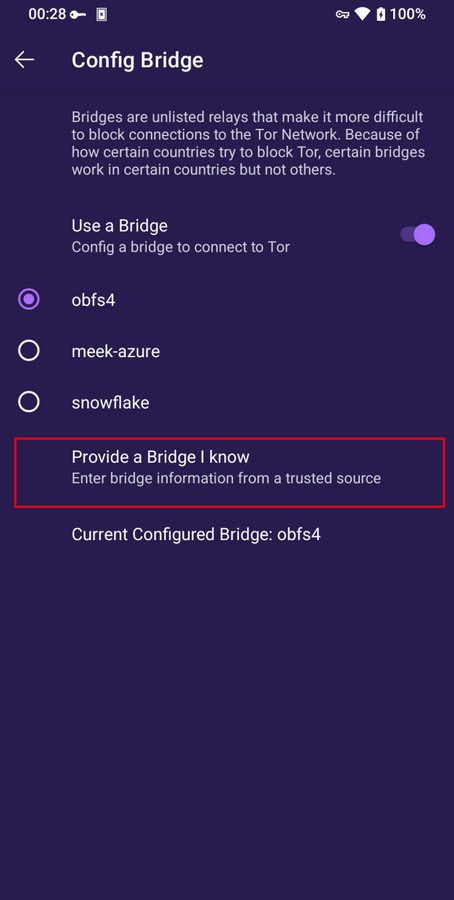 00:28 100%
Config Bridge
Bridges are unlisted relays that make it more difficult
to block connections to the Tor Network. Because of
how certain countries try to block Tor, certain bridges
work in certain countries but not others.
Use a Bridge
Config a bridge to connect to Tor
obfs4
meek-azure
snowflake
Provide a Bridge I know
Enter bridge information from a trusted source
Current Configured Bridge: obfs4